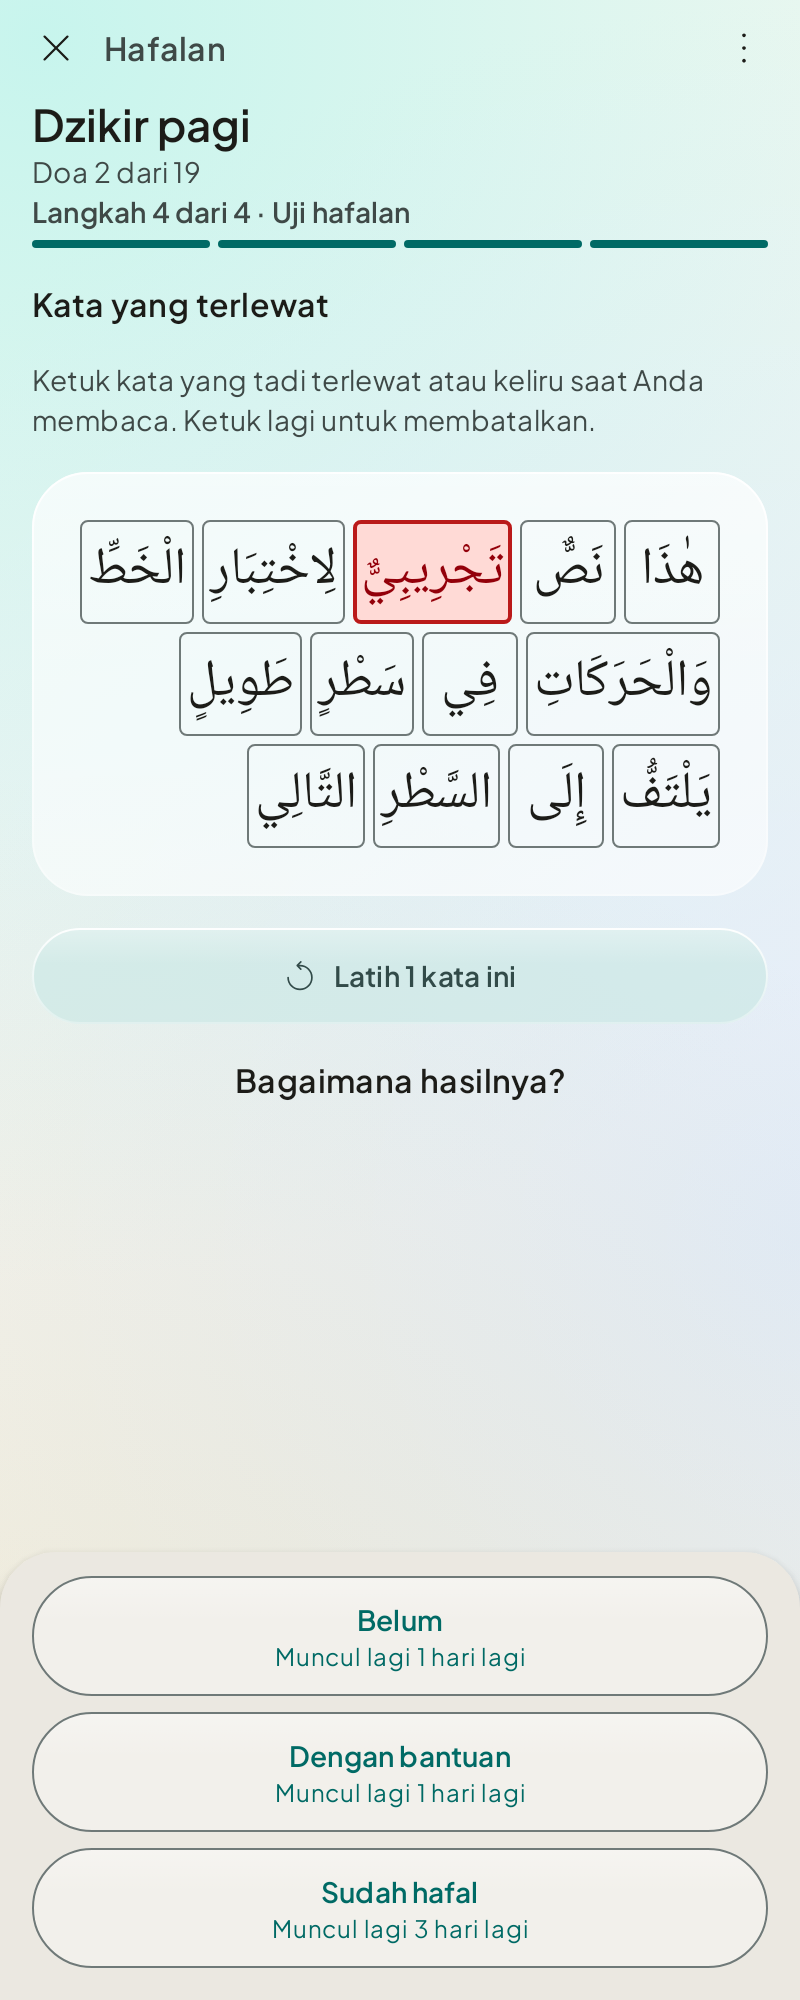 Hafalan
Dzikir pagi
Doa 2 dari 19
Langkah 4 dari 4 · Uji hafalan
Kata yang terlewat
Ketuk kata yang tadi terlewat atau keliru saat Anda
membaca. Ketuk lagi untuk membatalkan.
هٰذَا نَصٌّ تَجْرِيبِيٌّ لِاخْتِبَارِ الْخَطِّ
وَالْحَرَكَاتِ فِي سَطْرٍ طَوِيلٍ
يَلْتَفُّ إِلَى السَّطْرِ التَّالِي
Latih 1 kata ini
Bagaimana hasilnya?
Belum
Muncul lagi 1 hari lagi
Dengan bantuan
Muncul lagi 1 hari lagi
Sudah hafal
Muncul lagi 3 hari lagi